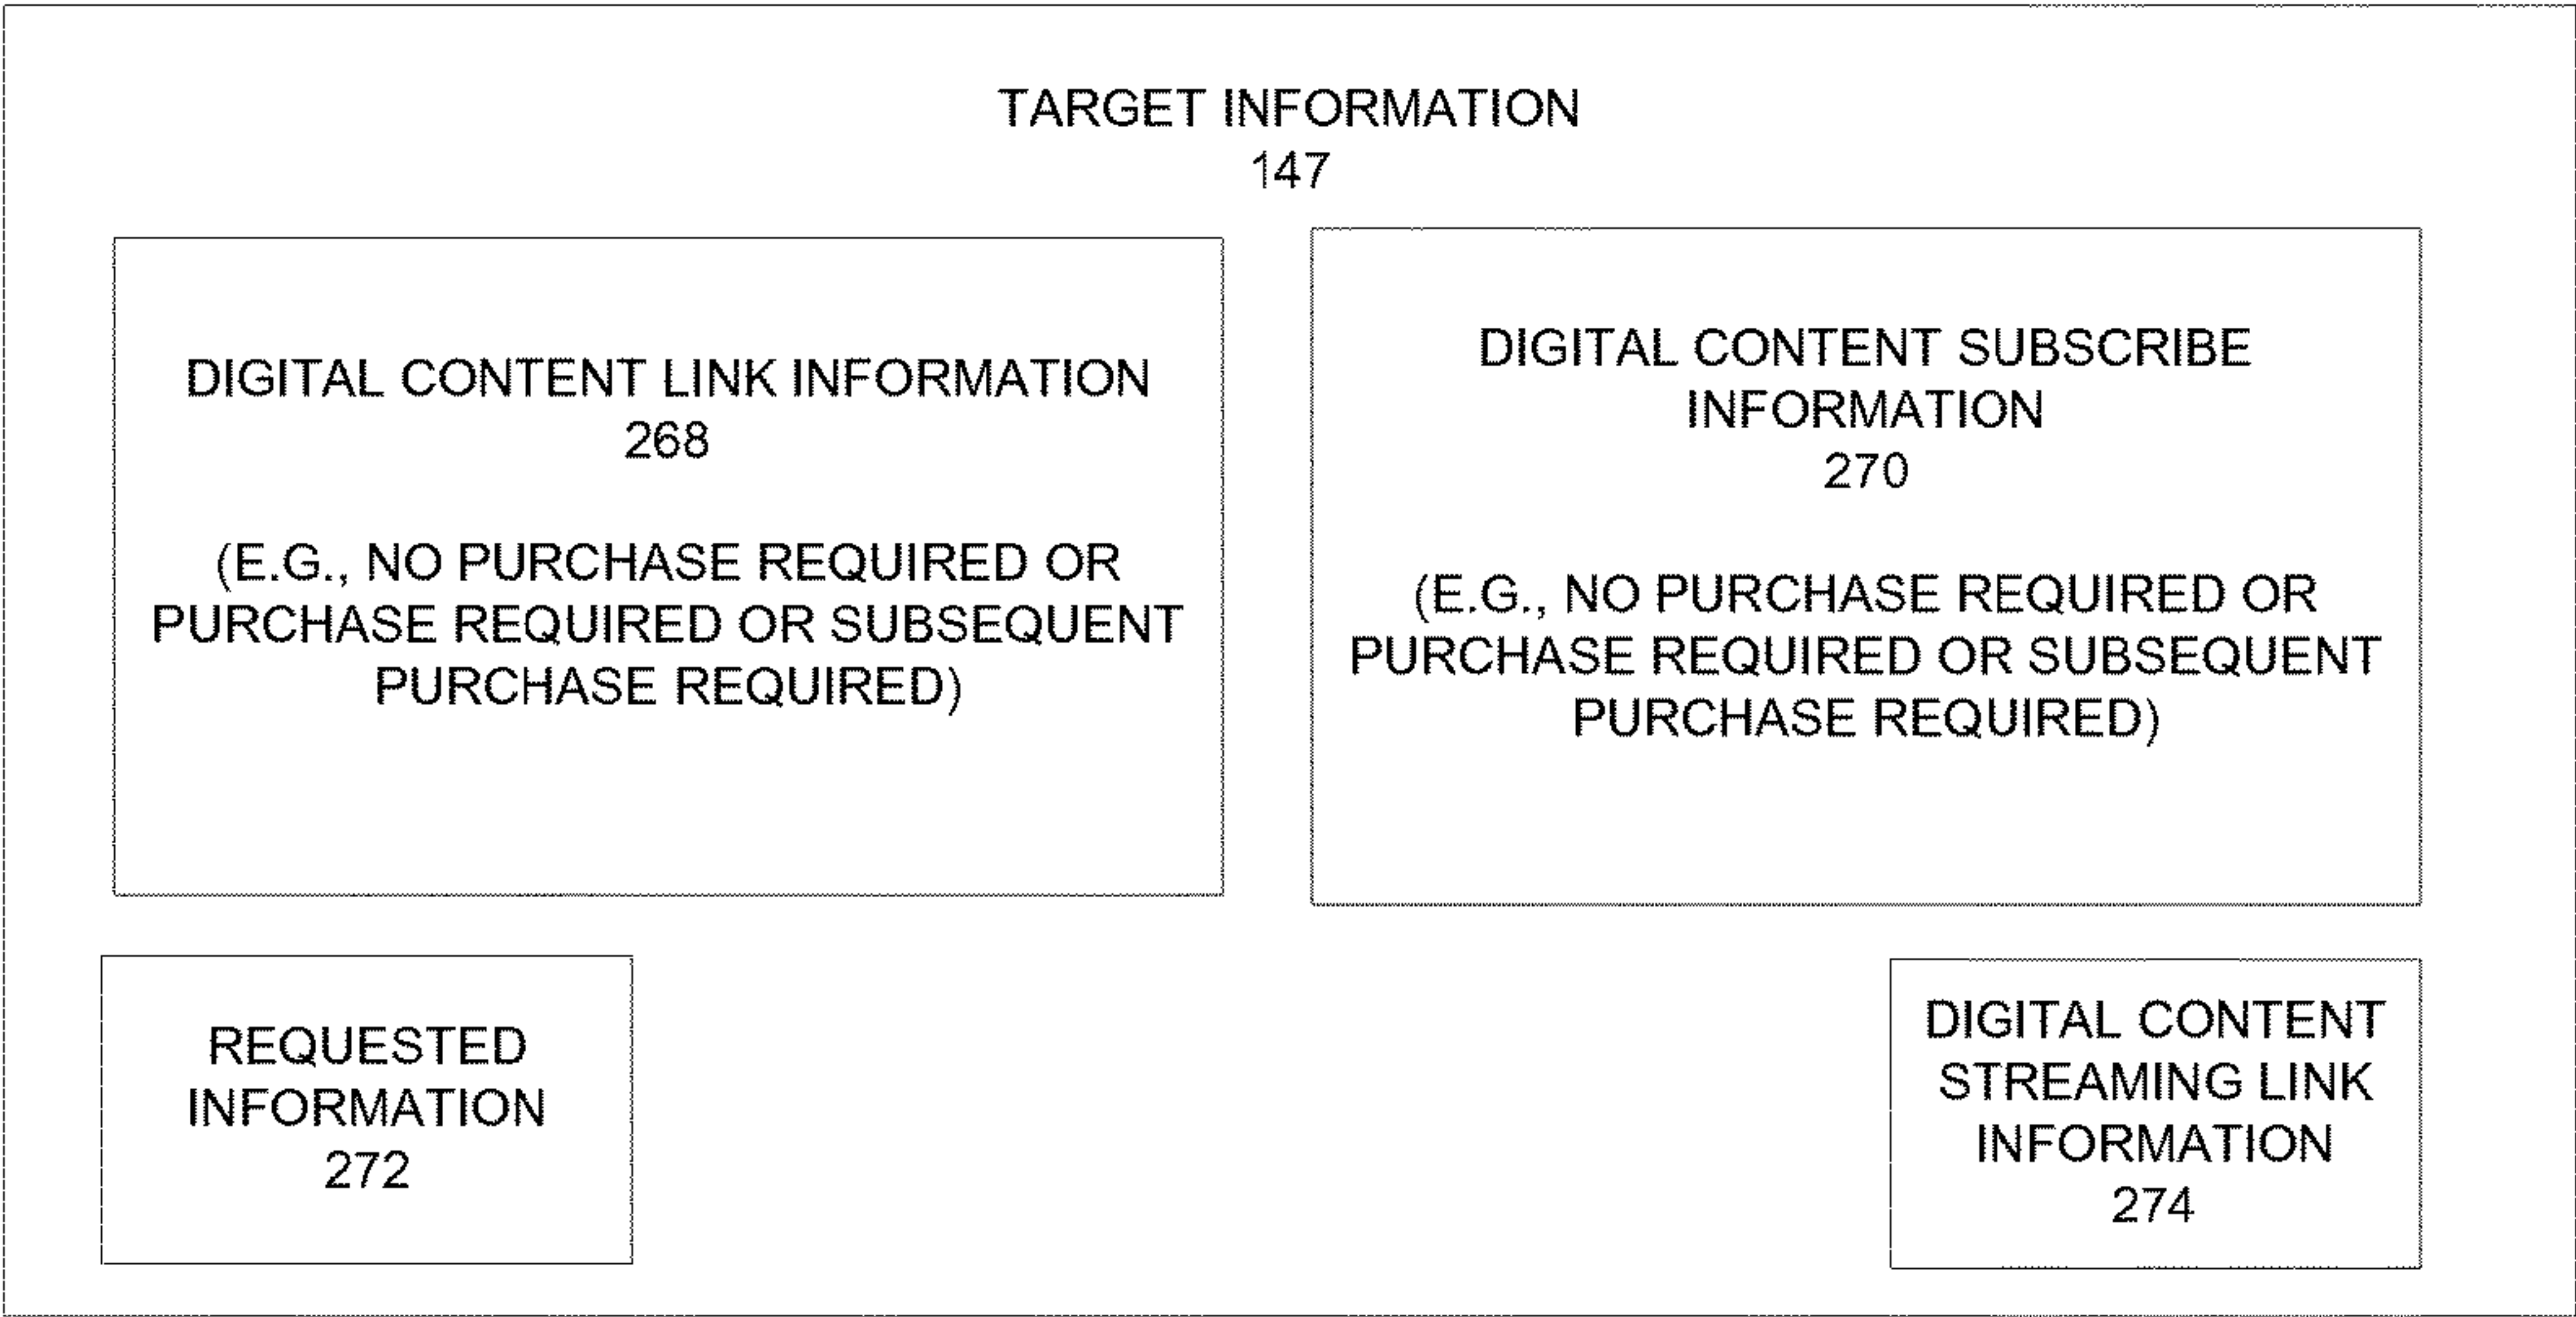 TARGET INFORMATION
147
DIGITAL CONTENT LINK INFORMATION
268
(E.G., NO PURCHASE REQUIRED OR
PURCHASE REQUIRED OR SUBSEQUENT
PURCHASE REQUIRED)
DIGITAL CONTENT SUBSCRIBE
INFORMATION
270
(E.G., NO PURCHASE REQUIRED OR
PURCHASE REQUIRED OR SUBSEQUENT
PURCHASE REQUIRED)
REQUESTED
INFORMATION
272
DIGITAL CONTENT
STREAMING LINK
INFORMATION
274